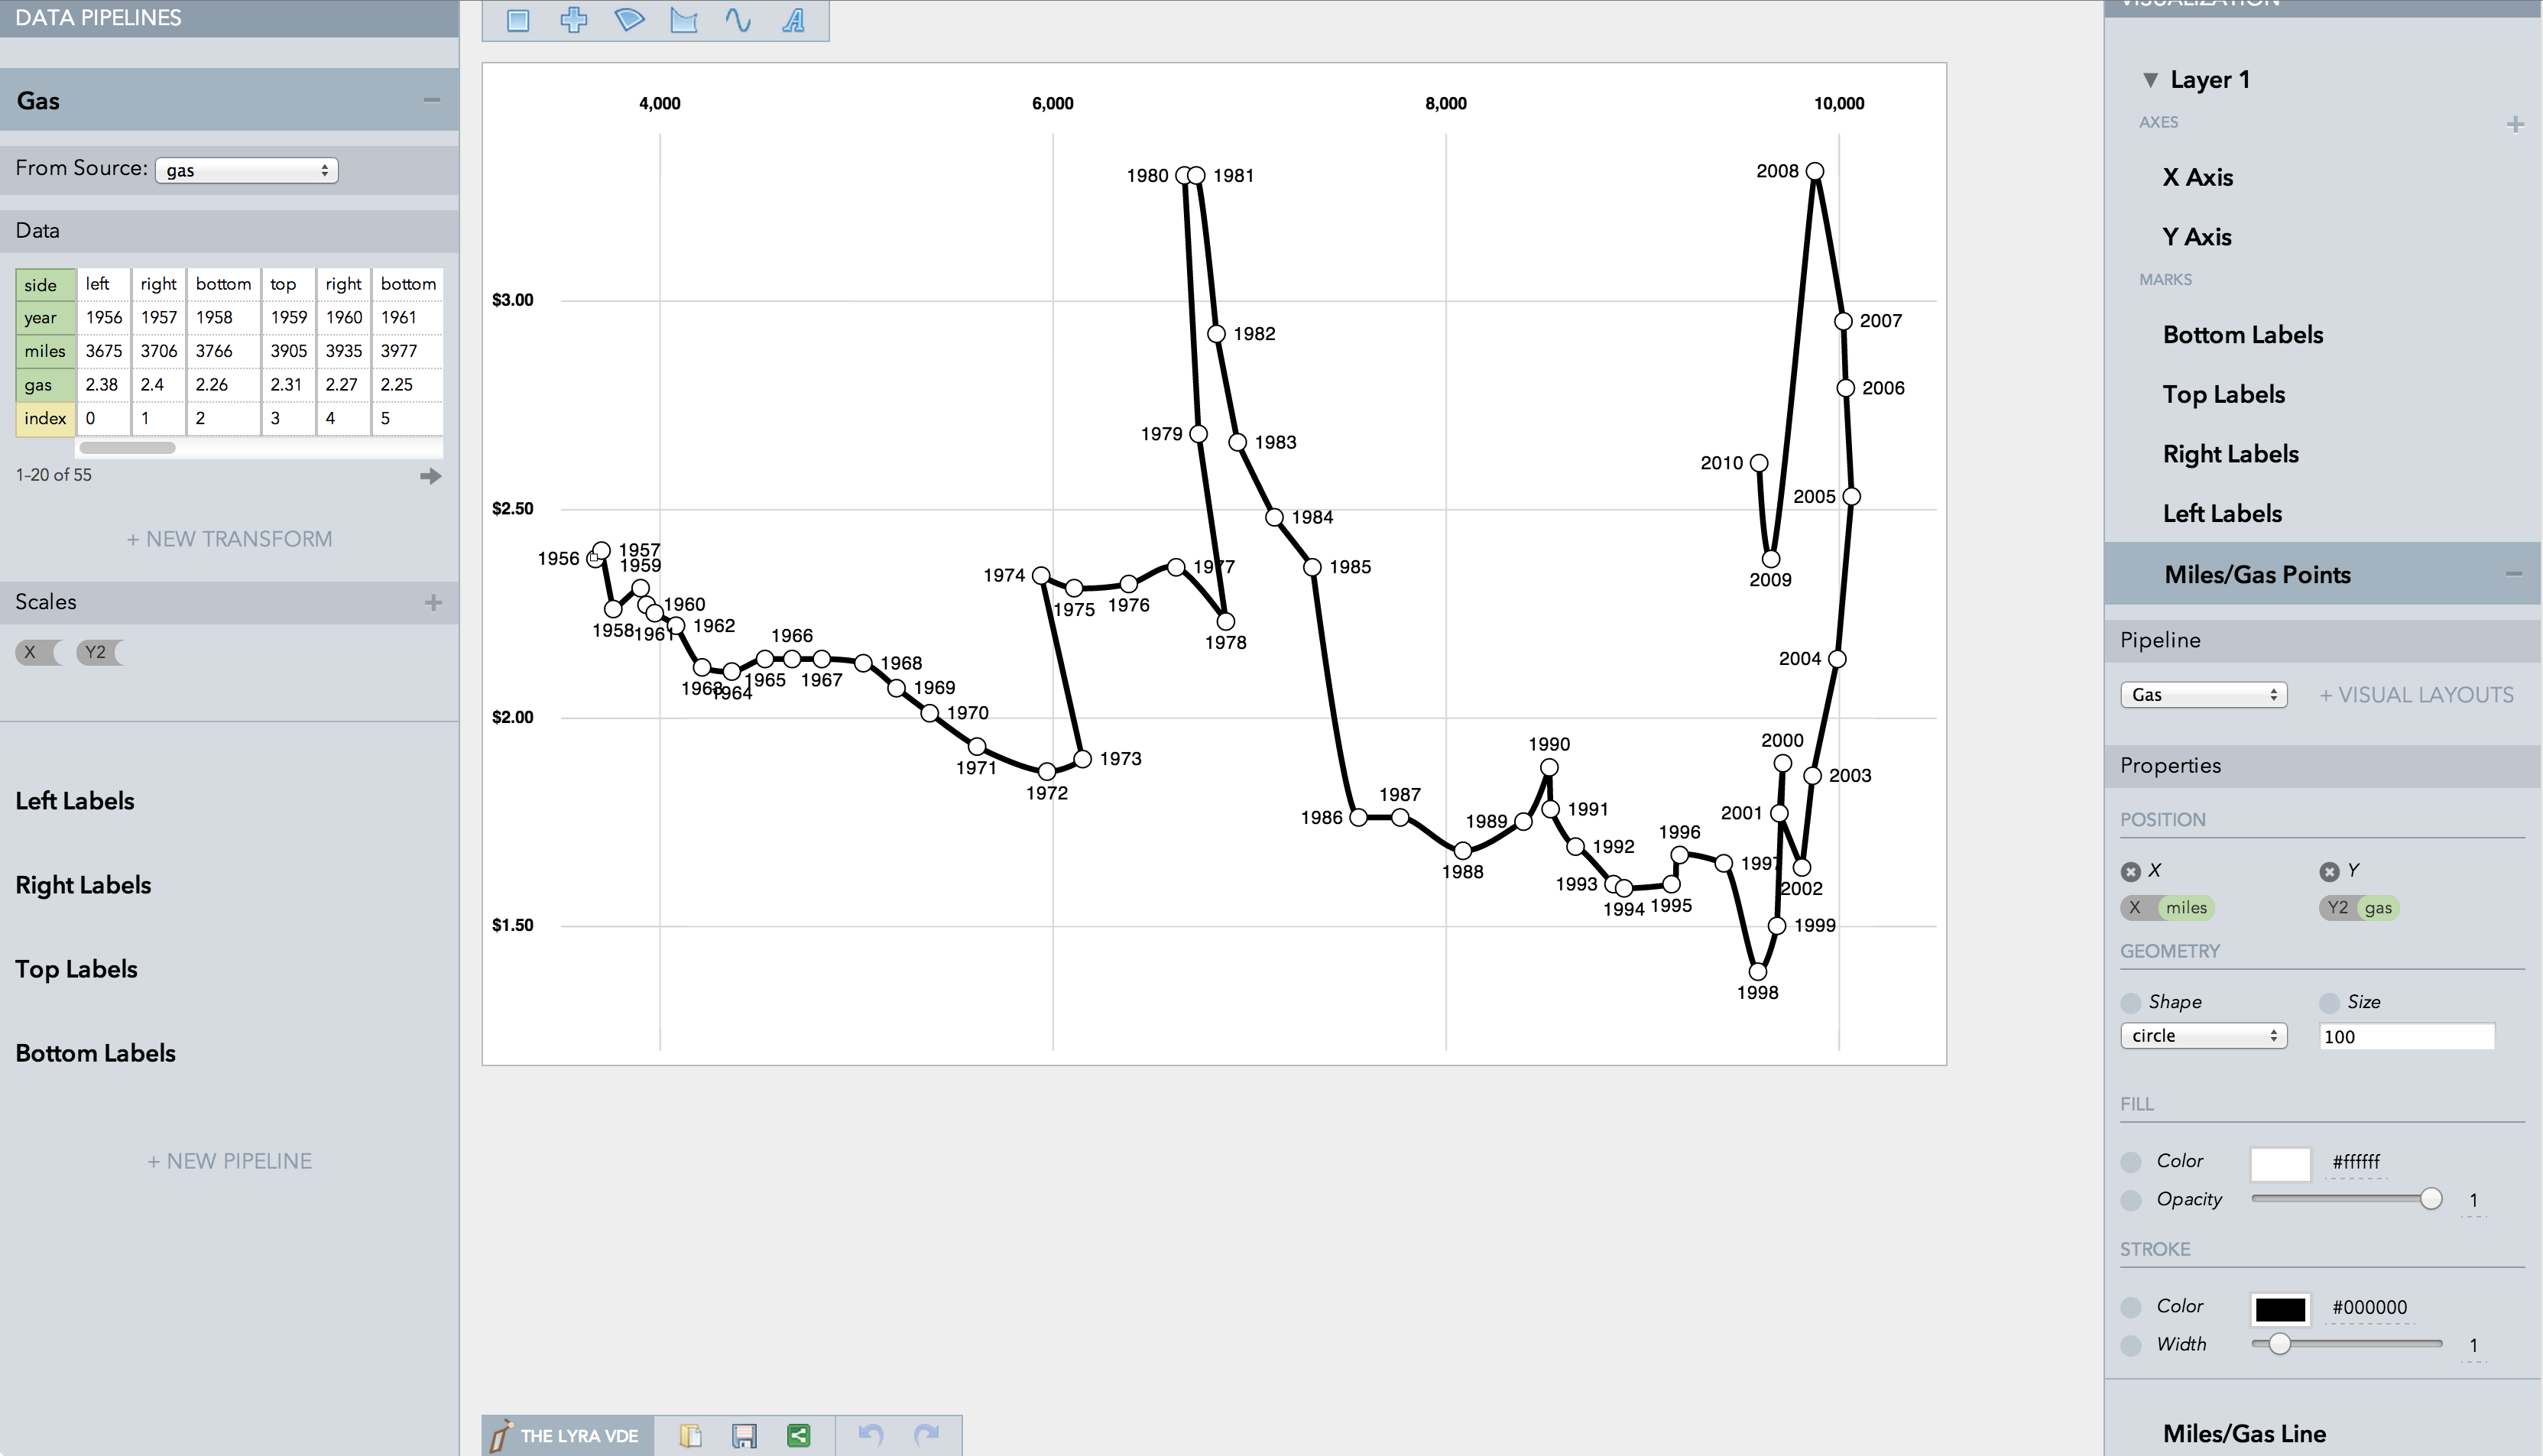 DATA PIPELINES
Gas
From Source: gas
Data
side left right bottom top right bottom
year 1956 1957 1958 1959 1960 1961
miles 3675 3706 3766 3905 3935 3977
gas 2.38 2.4 2.26 2.31 2.27 2.25
index 0 1 2 3 4 5
1-20 of 55
+ NEW TRANSFORM
Scales
X Y2
Left Labels
Right Labels
Top Labels
Bottom Labels
+ NEW PIPELINE
A
4,000 6,000 8,000 10,000
$3.00
$2.50
$2.00
$1.50
1956
1957
1958
1959
1960
1961
1962
1963
1964
1965
1966
1967
1968
1969
1970
1971
1972
1973
1974
1975
1976
1977
1978
1979
1980
1981
1982
1983
1984
1985
1986
1987
1988
1989
1990
1991
1992
1993
1994
1995
1996
1997
1998
1999
2000
2001
2002
2003
2004
2005
2006
2007
2008
2009
2010
THE LYRA VDE
VISUALIZATION
Layer 1
AXES
X Axis
Y Axis
MARKS
Bottom Labels
Top Labels
Right Labels
Left Labels
Miles/Gas Points
Pipeline
Gas + VISUAL LAYOUTS
Properties
POSITION
X Y
X miles Y2 gas
GEOMETRY
Shape Size
circle 100
FILL
Color #ffffff
Opacity 1
STROKE
Color #000000
Width 1
Miles/Gas Line